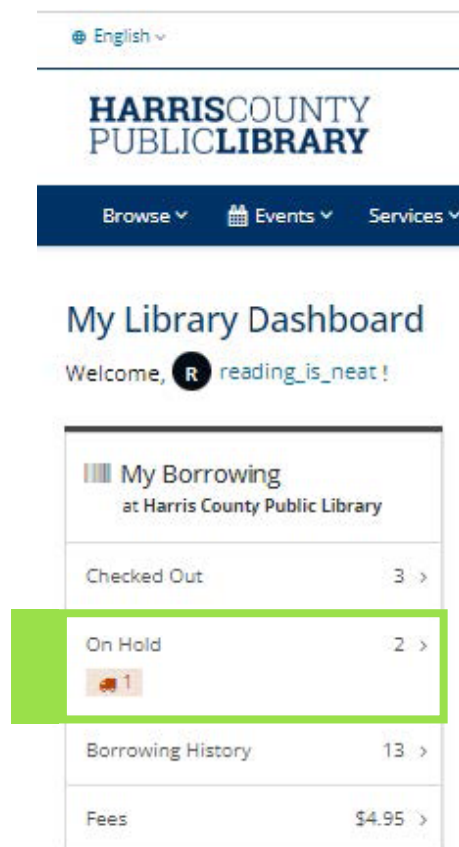 English
HARRISCOUNTY
PUBLICLIBRARY
Browse Events Services
My Library Dashboard
Welcome, R reading_is_neat !
My Borrowing
at Harris County Public Library
Checked Out 3 >
On Hold 2 >
1
Borrowing History 13 >
Fees $4.95 >